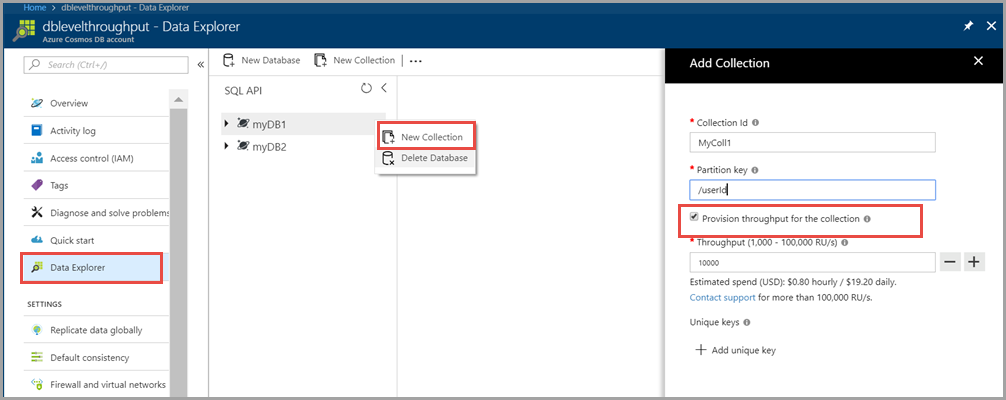 Home > dblevelthroughput - Data Explorer
dblevelthroughput - Data Explorer
Azure Cosmos DB account
Search (Ctrl+/)
«
Overview
Activity log
Access control (IAM)
Tags
Diagnose and solve problems
Quick start
Data Explorer
SETTINGS
Replicate data globally
Default consistency
Firewall and virtual networks
New Database
New Collection
...
SQL API
myDB1
myDB2
New Collection
Delete Database
Add Collection
* Collection Id
MyColl1
* Partition key
/userId
Provision throughput for the collection
* Throughput (1,000 - 100,000 RU/s)
10000
Estimated spend (USD): $0.80 hourly / $19.20 daily.
Contact support for more than 100,000 RU/s.
Unique keys
+ Add unique key